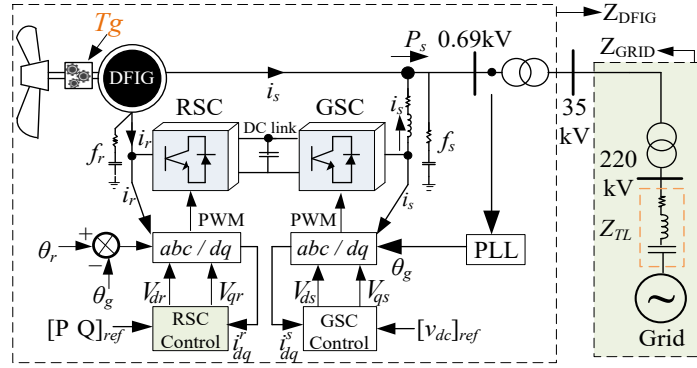 Tg
P_s
0.69kV
Z_DFIG
Z_GRID
DFIG
RSC
GSC
i_s
i_s
35
kV
DC link
i_r
f_r
f_s
220
kV
i_r
PWM
PWM
i_s
Z_TL
θ_r
+
−
abc / dq
abc / dq
θ_g
PLL
θ_g
V_dr
V_qr
V_ds
V_qs
~
[P Q]_ref
RSC
Control
i^r_dq
i^s_dq
GSC
Control
[v_dc]_ref
Grid